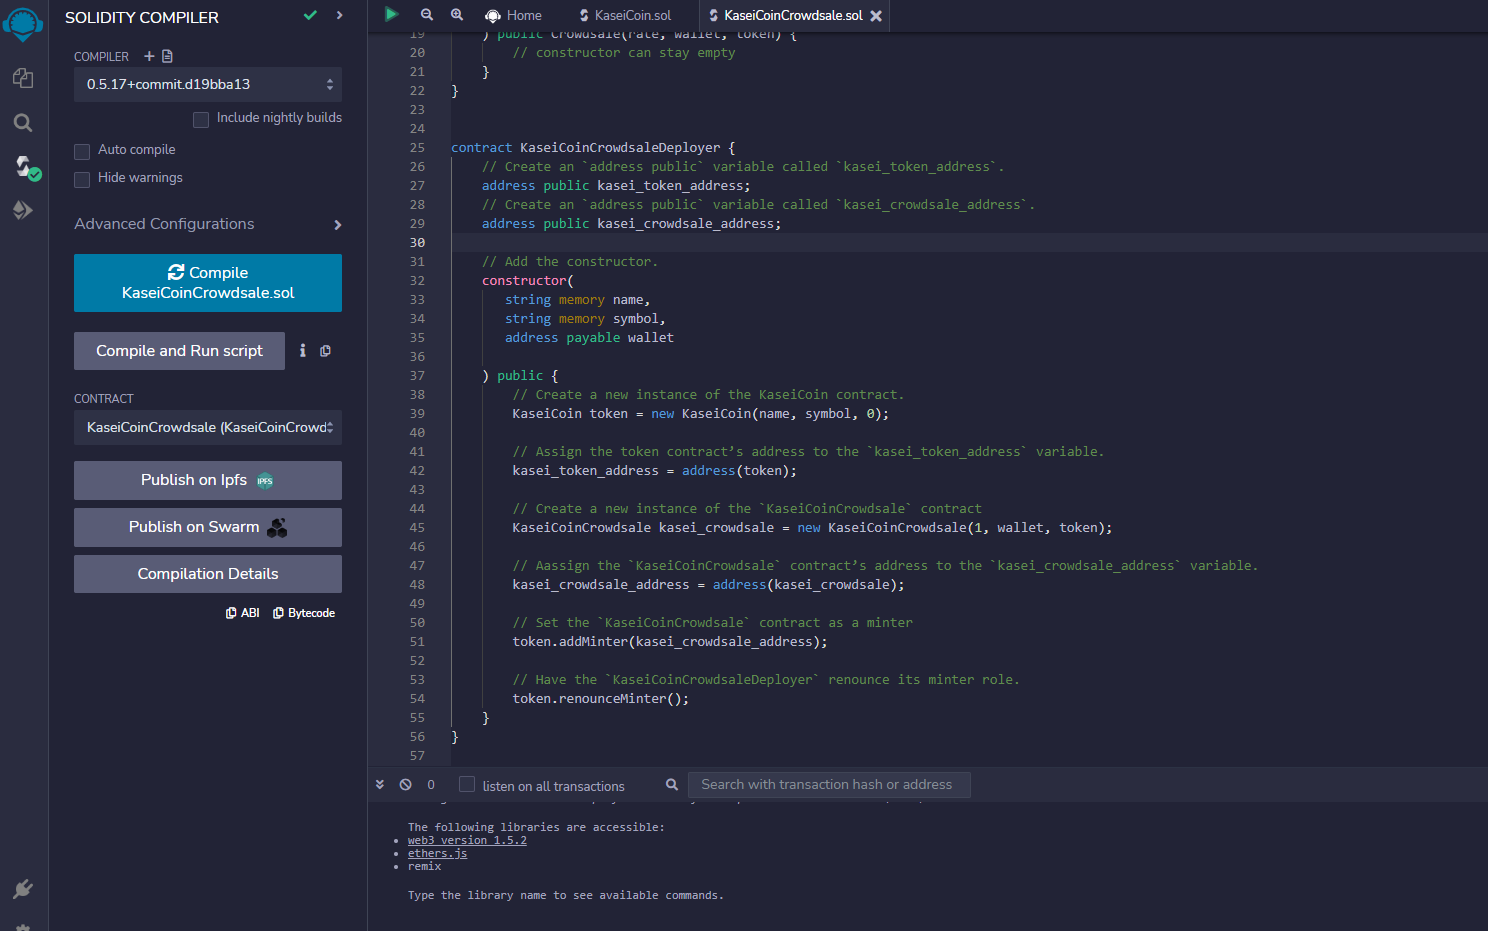 SOLIDITY COMPILER
COMPILER
0.5.17+commit.d19bba13
Include nightly builds
Auto compile
Hide warnings
Advanced Configurations
Compile
KaseiCoinCrowdsale.sol
Compile and Run script
CONTRACT
KaseiCoinCrowdsale (KaseiCoinCrowd
Publish on Ipfs
IPFS
Publish on Swarm
Compilation Details
ABI Bytecode
Home KaseiCoin.sol KaseiCoinCrowdsale.sol
19 ) public Crowdsale(rate, wallet, token) {
20 // constructor can stay empty
21 }
22 }
23
24
25 contract KaseiCoinCrowdsaleDeployer {
26 // Create an `address public` variable called `kasei_token_address`.
27 address public kasei_token_address;
28 // Create an `address public` variable called `kasei_crowdsale_address`.
29 address public kasei_crowdsale_address;
30
31 // Add the constructor.
32 constructor(
33 string memory name,
34 string memory symbol,
35 address payable wallet
36
37 ) public {
38 // Create a new instance of the KaseiCoin contract.
39 KaseiCoin token = new KaseiCoin(name, symbol, 0);
40
41 // Assign the token contract’s address to the `kasei_token_address` variable.
42 kasei_token_address = address(token);
43
44 // Create a new instance of the `KaseiCoinCrowdsale` contract
45 KaseiCoinCrowdsale kasei_crowdsale = new KaseiCoinCrowdsale(1, wallet, token);
46
47 // Aassign the `KaseiCoinCrowdsale` contract’s address to the `kasei_crowdsale_address` variable.
48 kasei_crowdsale_address = address(kasei_crowdsale);
49
50 // Set the `KaseiCoinCrowdsale` contract as a minter
51 token.addMinter(kasei_crowdsale_address);
52
53 // Have the `KaseiCoinCrowdsaleDeployer` renounce its minter role.
54 token.renounceMinter();
55 }
56 }
57
0 listen on all transactions Search with transaction hash or address
The following libraries are accessible:
• web3 version 1.5.2
• ethers.js
• remix
Type the library name to see available commands.